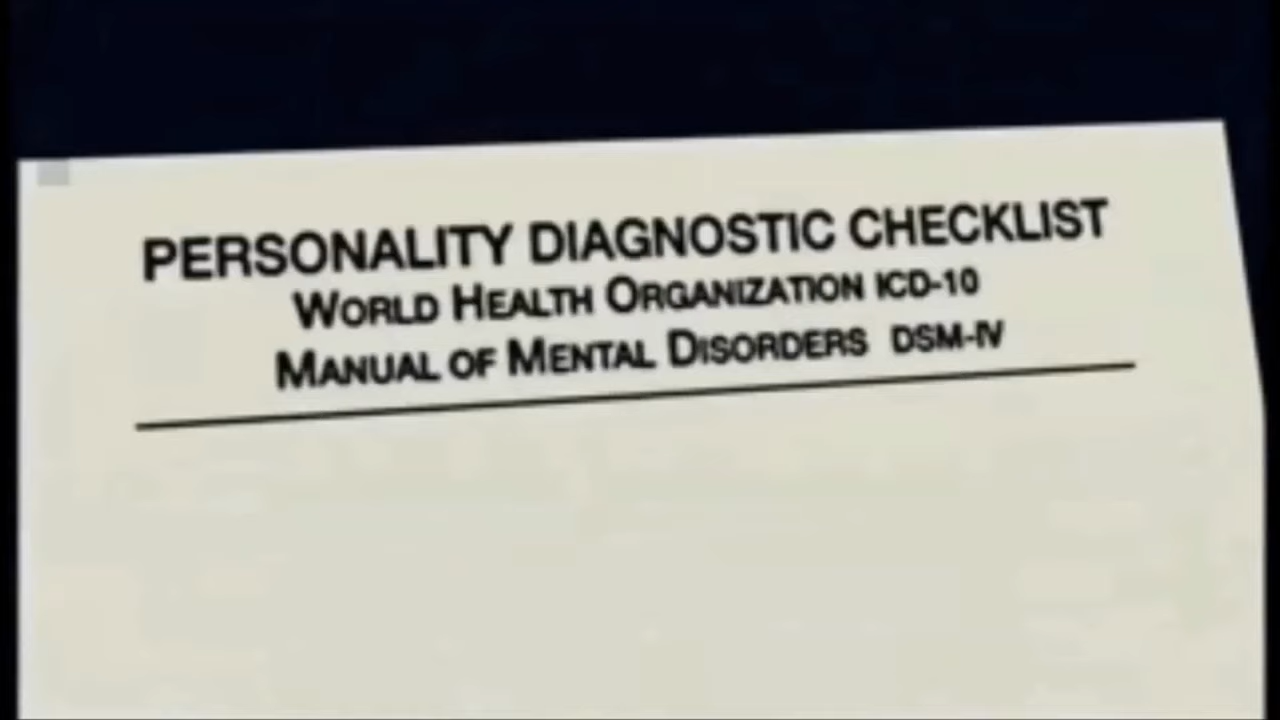 PERSONALITY DIAGNOSTIC CHECKLIST
WORLD HEALTH ORGANIZATION ICD-10
MANUAL OF MENTAL DISORDERS DSM-IV